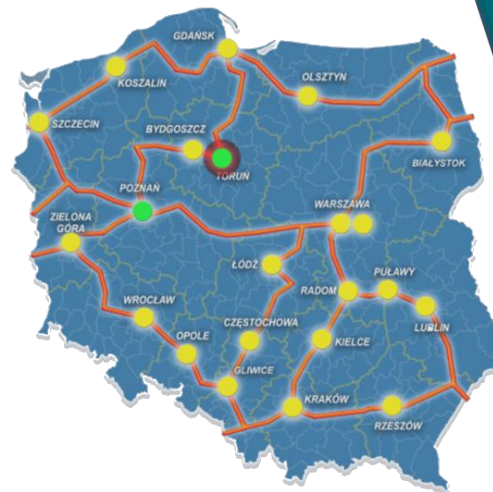 GDAŃSK
KOSZALIN
OLSZTYN
SZCZECIN
BYDGOSZCZ
BIAŁYSTOK
TORUŃ
POZNAŃ
WARSZAWA
ZIELONA
GÓRA
ŁÓDŹ
PUŁAWY
RADOM
WROCŁAW
CZĘSTOCHOWA
LUBLIN
OPOLE
KIELCE
GLIWICE
KRAKÓW
RZESZÓW